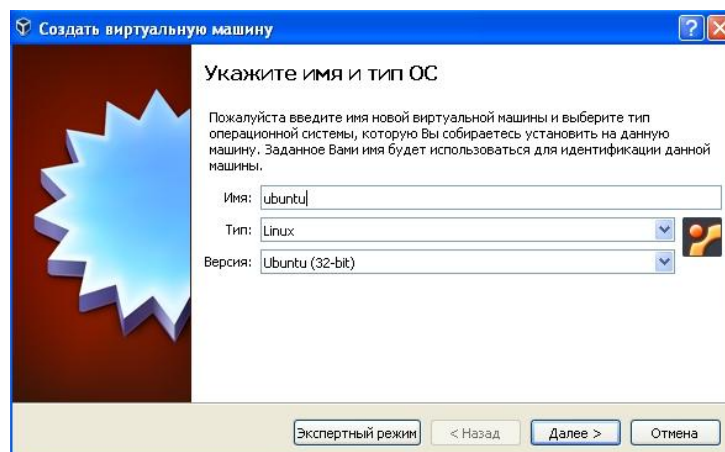 Создать виртуальную машину
Укажите имя и тип ОС
Пожалуйста введите имя новой виртуальной машины и выберите тип
операционной системы, которую Вы собираетесь установить на данную
машину. Заданное Вами имя будет использоваться для идентификации данной
машины.
Имя: ubuntu
Тип: Linux
Версия: Ubuntu (32-bit)
Экспертный режим < Назад Далее > Отмена